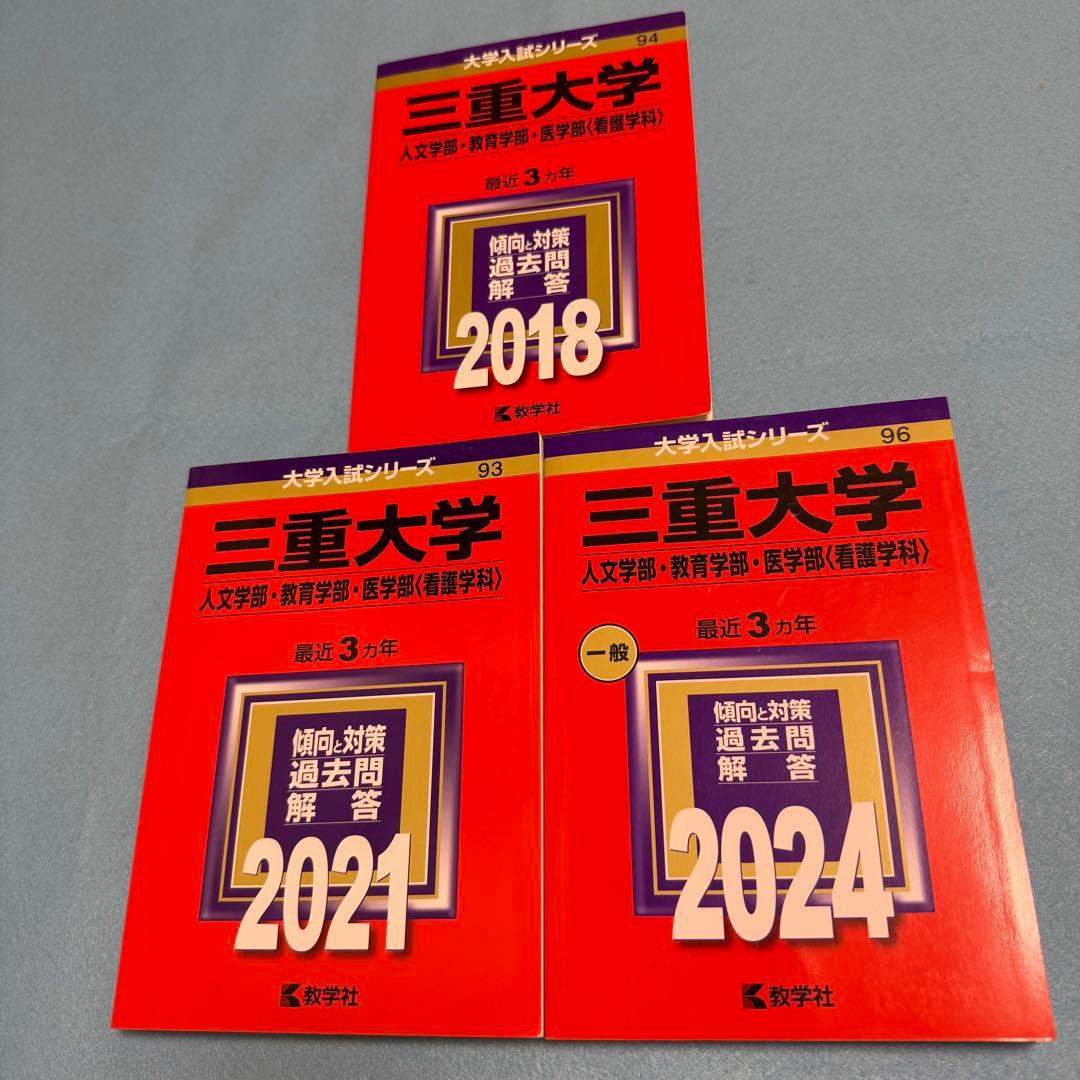 大学入試シリーズ 94
三重大学
人文学部・教育学部・医学部〈看護学科〉
最近3カ年
傾向と対策
過去問
解答
2018
教学社
大学入試シリーズ 93
三重大学
人文学部・教育学部・医学部〈看護学科〉
最近3カ年
傾向と対策
過去問
解答
2021
教学社
大学入試シリーズ 96
三重大学
人文学部・教育学部・医学部〈看護学科〉
最近3カ年
一般
傾向と対策
過去問
解答
2024
教学社